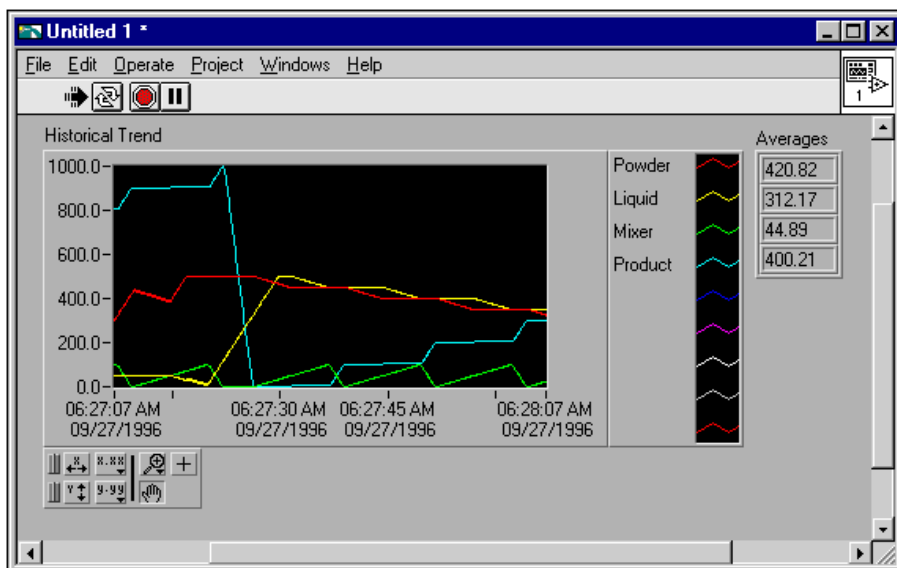 Untitled 1 *
File Edit Operate Project Windows Help
1
Historical Trend
Averages
1000.0
800.0
600.0
400.0
200.0
0.0
06:27:07 AM 06:27:30 AM 06:27:45 AM 06:28:07 AM
09/27/1996 09/27/1996 09/27/1996 09/27/1996
Powder
Liquid
Mixer
Product
420.82
312.17
44.89
400.21
X X.XX
Y Y.YY